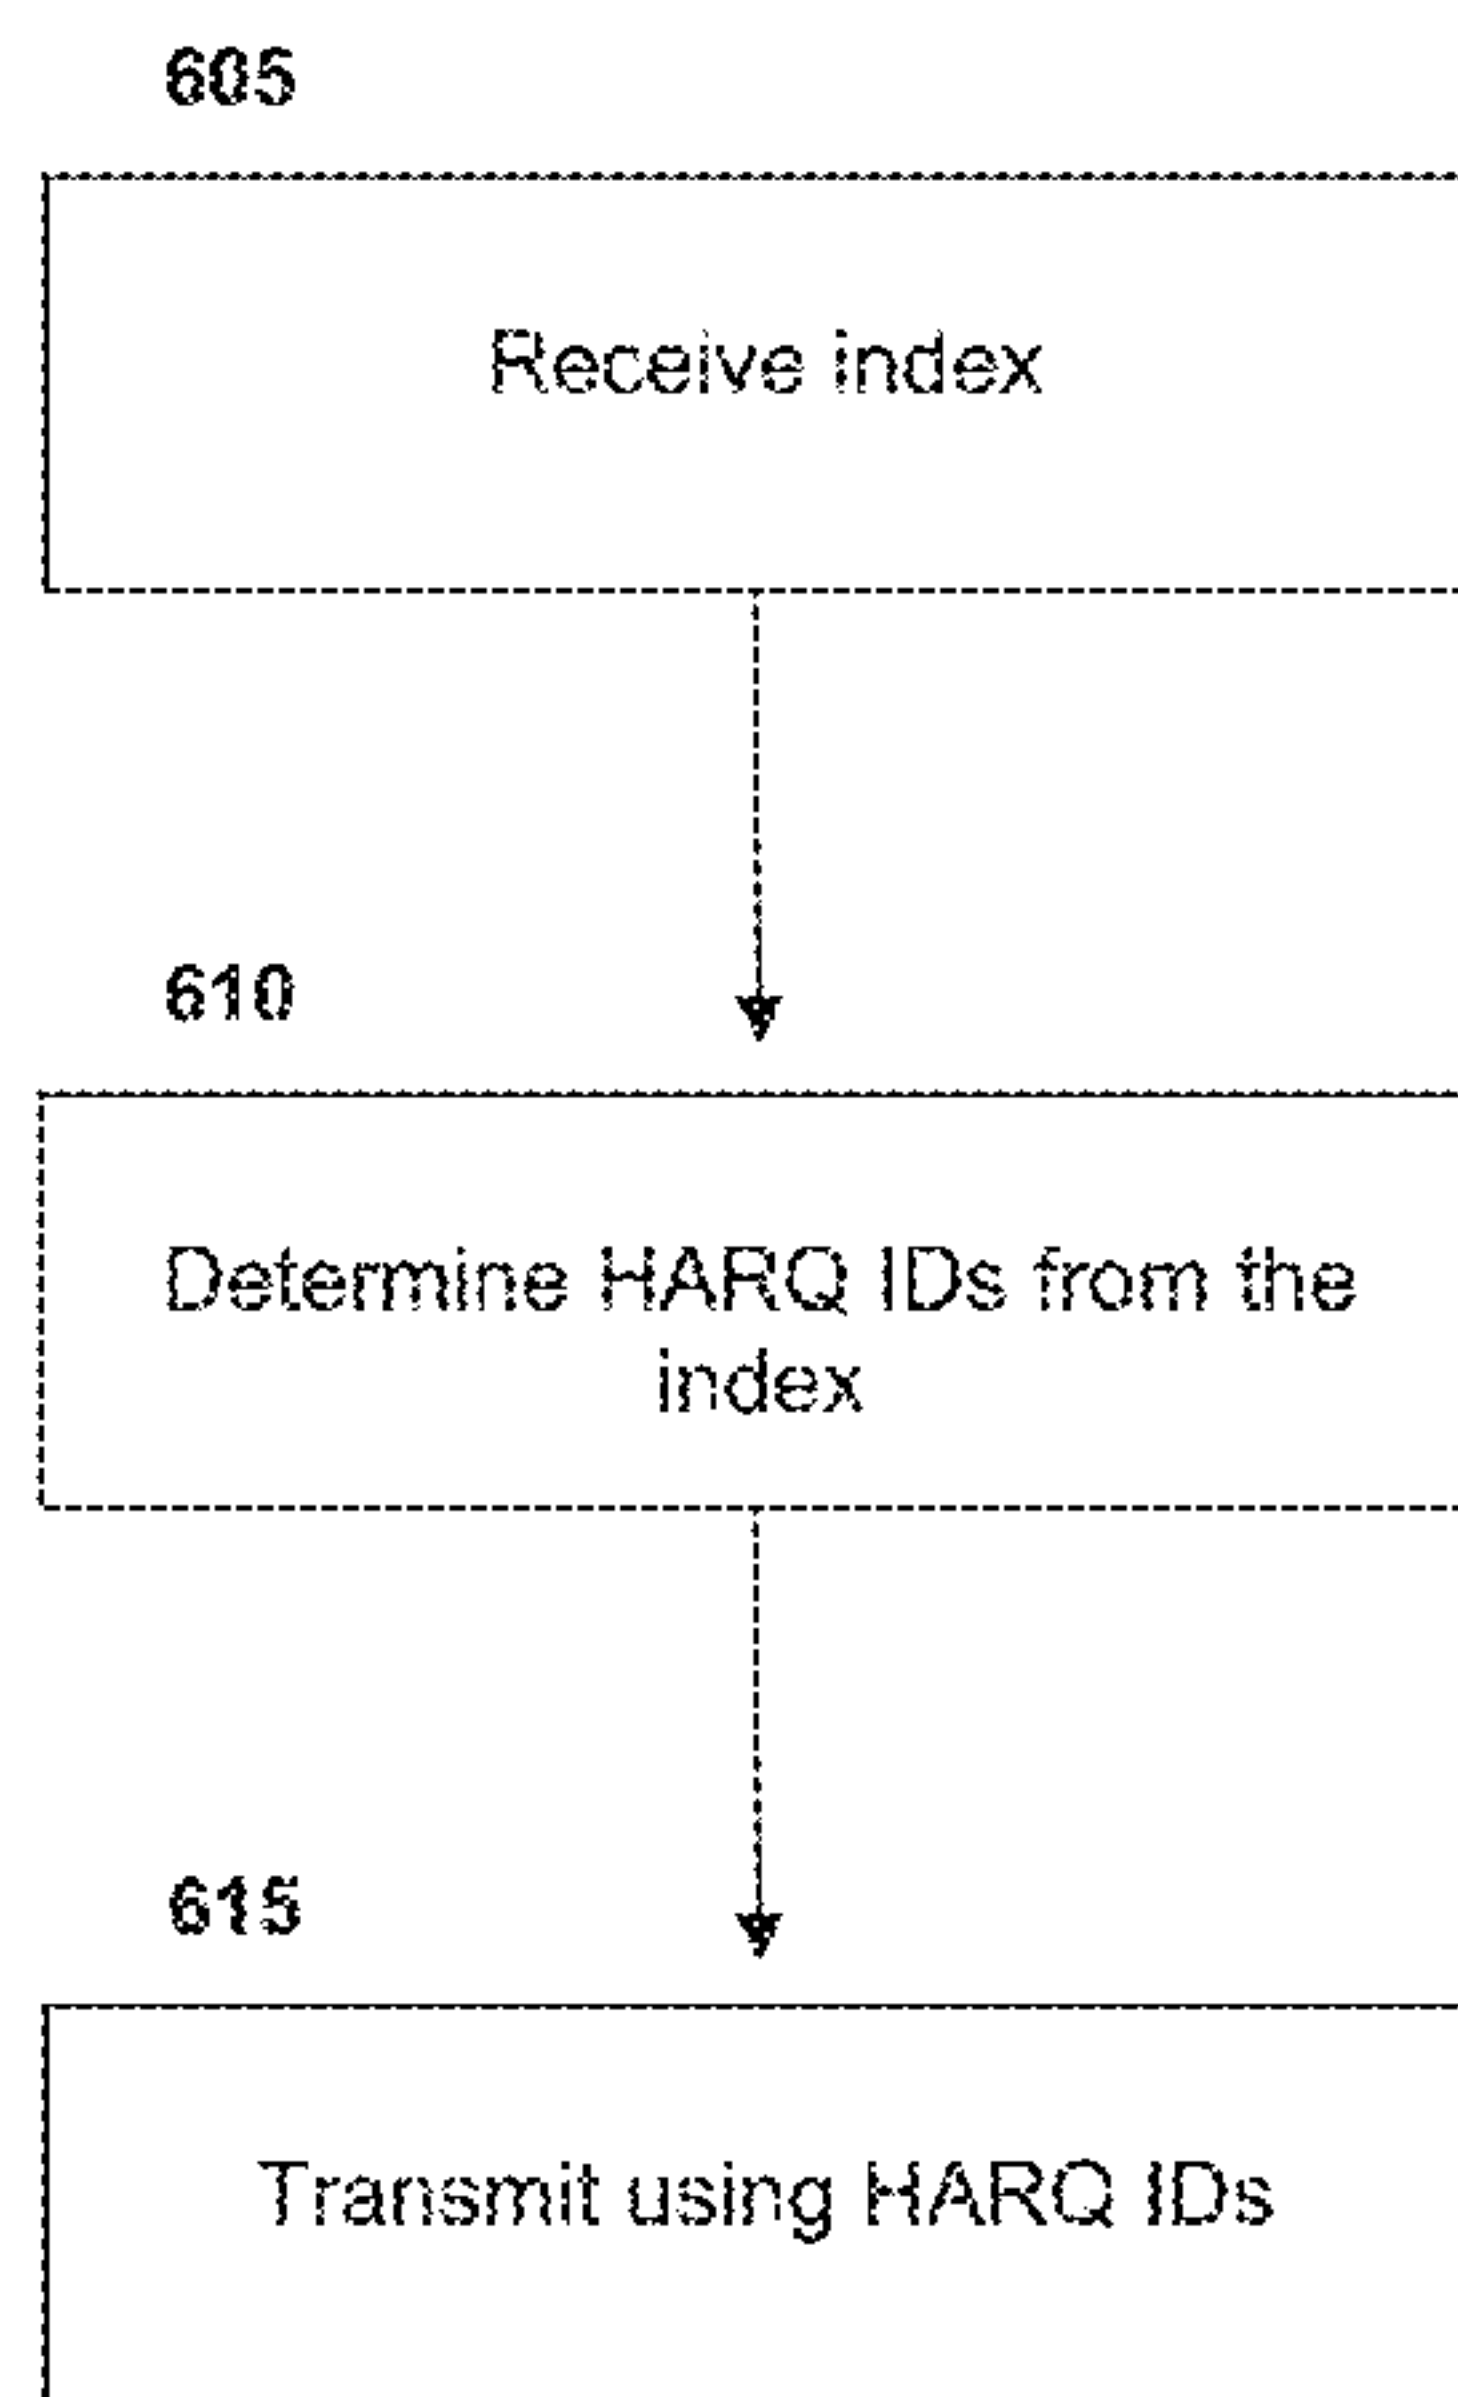 605
Receive index
610
Determine HARQ IDs from the
index
615
Transmit using HARQ IDs